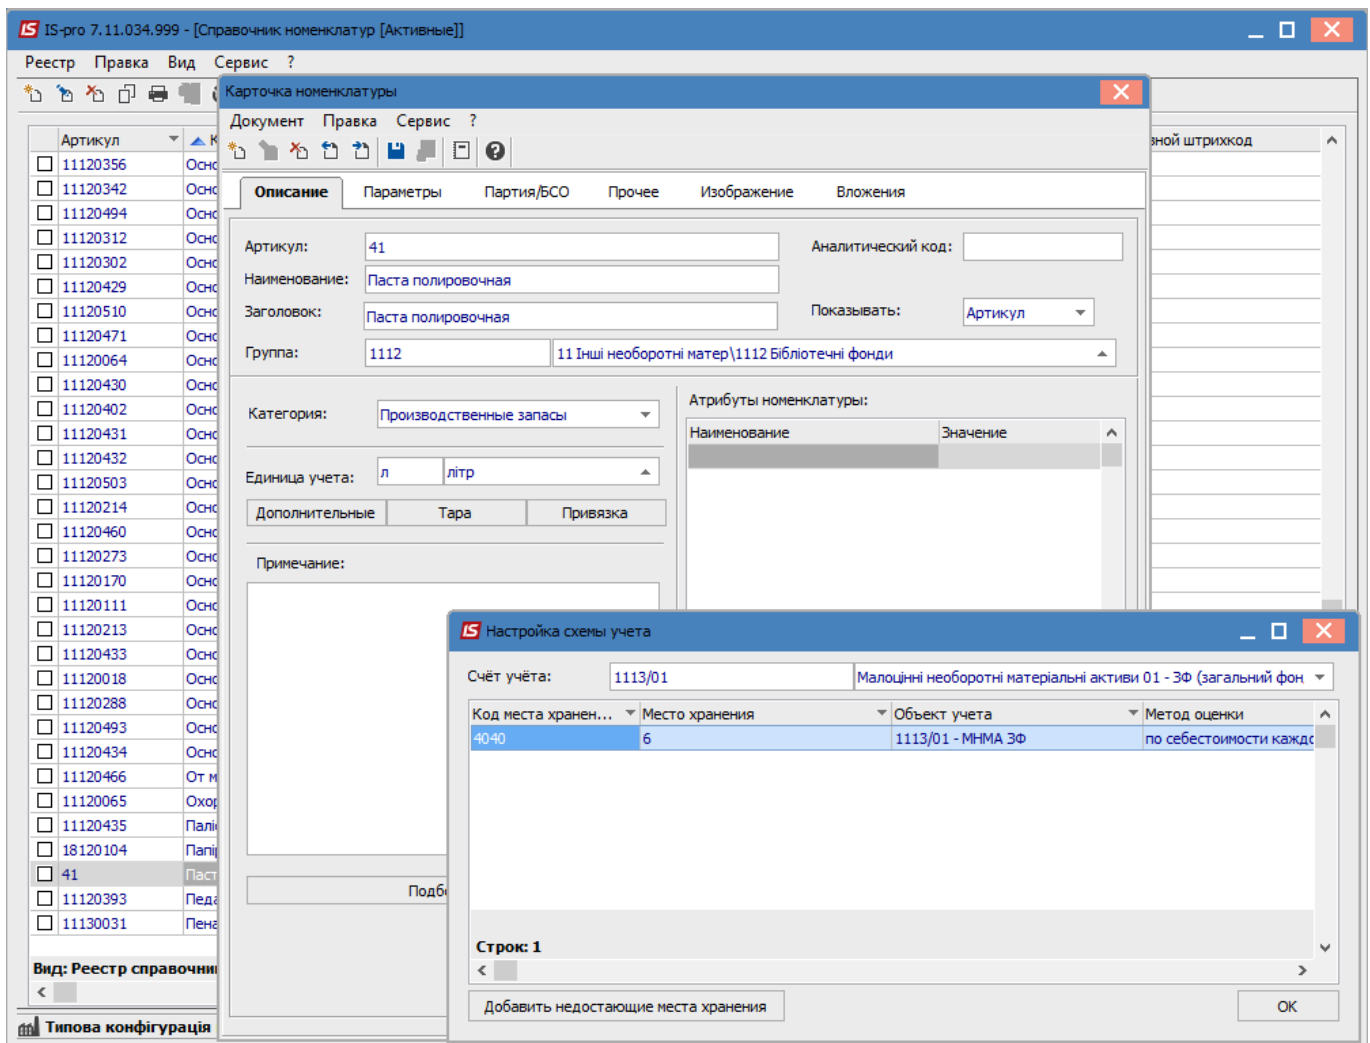 IS-pro 7.11.034.999 - [Справочник номенклатур [Активные]]
Реестр Правка Вид Сервис ?
Карточка номенклатуры
Документ Правка Сервис ?
Описание Параметры Партия/БСО Прочее Изображение Вложения
Артикул: 41 Аналитический код:
Наименование: Паста полировочная
Заголовок: Паста полировочная Показывать: Артикул
Группа: 1112 11 Інші необоротні матер\1112 Бібліотечні фонди
Категория: Производственные запасы
Единица учета: л літр
Дополнительные Тара Привязка
Примечание:
Атрибуты номенклатуры:
Наименование Значение
Артикул
11120356
11120342
11120494
11120312
11120302
11120429
11120510
11120471
11120064
11120430
11120402
11120431
11120432
11120503
11120214
11120460
11120273
11120170
11120111
11120213
11120433
11120018
11120288
11120493
11120434
11120466 От
11120065
11120435
18120104
41
11120393
11130031
штрихкод
Вид: Реестр
Типова конфігурація
Настройка схемы учета
Счёт учёта: 1113/01 Малоцінні необоротні матеріальні активи 01 - ЗФ (загальний фон
Код места хранен... Место хранения Объект учета Метод оценки
4040 6 1113/01 - МНМА ЗФ по себестоимости каждо
Строк: 1
Добавить недостающие места хранения OK